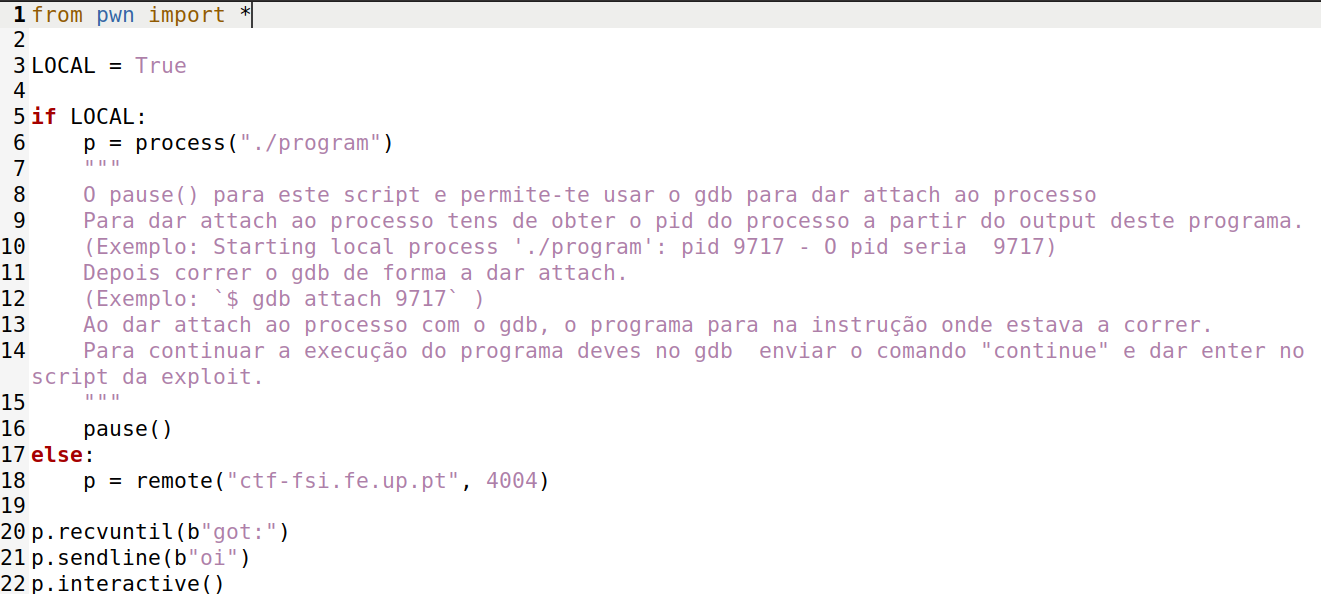 1 from pwn import *
2
3 LOCAL = True
4
5 if LOCAL:
6     p = process("./program")
7     """
8     O pause() para este script e permite-te usar o gdb para dar attach ao processo
9     Para dar attach ao processo tens de obter o pid do processo a partir do output deste programa.
10     (Exemplo: Starting local process './program': pid 9717 - O pid seria  9717)
11     Depois correr o gdb de forma a dar attach.
12     (Exemplo: `$ gdb attach 9717` )
13     Ao dar attach ao processo com o gdb, o programa para na instrução onde estava a correr.
14     Para continuar a execução do programa deves no gdb  enviar o comando "continue" e dar enter no
script da exploit.
15     """
16     pause()
17 else:
18     p = remote("ctf-fsi.fe.up.pt", 4004)
19
20 p.recvuntil(b"got:")
21 p.sendline(b"oi")
22 p.interactive()